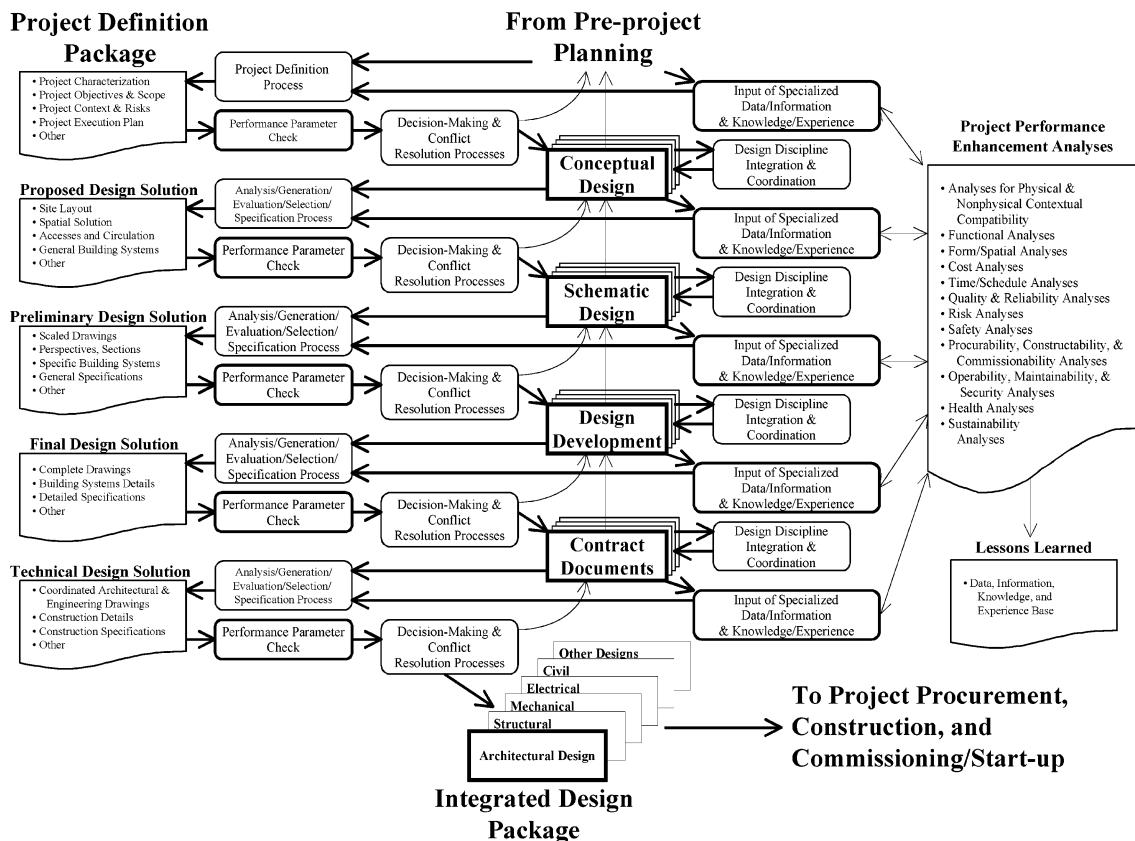 Project Definition
Package
• Project Characterization
• Project Objectives & Scope
• Project Context & Risks
• Project Execution Plan
• Other
Project Definition
Process
Performance Parameter
Check
Decision-Making &
Conflict
Resolution Processes
From Pre-project
Planning
Input of Specialized
Data/Information
& Knowledge/Experience
Conceptual
Design
Design Discipline
Integration &
Coordination
Proposed Design Solution
• Site Layout
• Spatial Solution
• Accesses and Circulation
• General Building Systems
• Other
Analysis/Generation/
Evaluation/Selection/
Specification Process
Performance Parameter
Check
Decision-Making &
Conflict
Resolution Processes
Input of Specialized
Data/Information
& Knowledge/Experience
Schematic
Design
Design Discipline
Integration &
Coordination
Preliminary Design Solution
• Scaled Drawings
• Perspectives, Sections
• Specific Building Systems
• General Specifications
• Other
Analysis/Generation/
Evaluation/Selection/
Specification Process
Performance Parameter
Check
Decision-Making &
Conflict
Resolution Processes
Input of Specialized
Data/Information
& Knowledge/Experience
Design
Development
Design Discipline
Integration &
Coordination
Final Design Solution
• Complete Drawings
• Building Systems Details
• Detailed Specifications
• Other
Analysis/Generation/
Evaluation/Selection/
Specification Process
Performance Parameter
Check
Decision-Making &
Conflict
Resolution Processes
Input of Specialized
Data/Information
& Knowledge/Experience
Contract
Documents
Design Discipline
Integration &
Coordination
Technical Design Solution
• Coordinated Architectural &
Engineering Drawings
• Construction Details
• Construction Specifications
• Other
Analysis/Generation/
Evaluation/Selection/
Specification Process
Performance Parameter
Check
Decision-Making &
Conflict
Resolution Processes
Input of Specialized
Data/Information
& Knowledge/Experience
Project Performance
Enhancement Analyses
• Analyses for Physical &
Nonphysical Contextual
Compatibility
• Functional Analyses
• Form/Spatial Analyses
• Cost Analyses
• Time/Schedule Analyses
• Quality & Reliability Analyses
• Risk Analyses
• Safety Analyses
• Procurability, Constructability, &
Commissionability Analyses
• Operability, Maintainability, &
Security Analyses
• Health Analyses
• Sustainability
Analyses
Lessons Learned
• Data, Information,
Knowledge, and
Experience Base
Other Designs
Civil
Electrical
Mechanical
Structural
Architectural Design
Integrated Design
Package
To Project Procurement,
Construction, and
Commissioning/Start-up